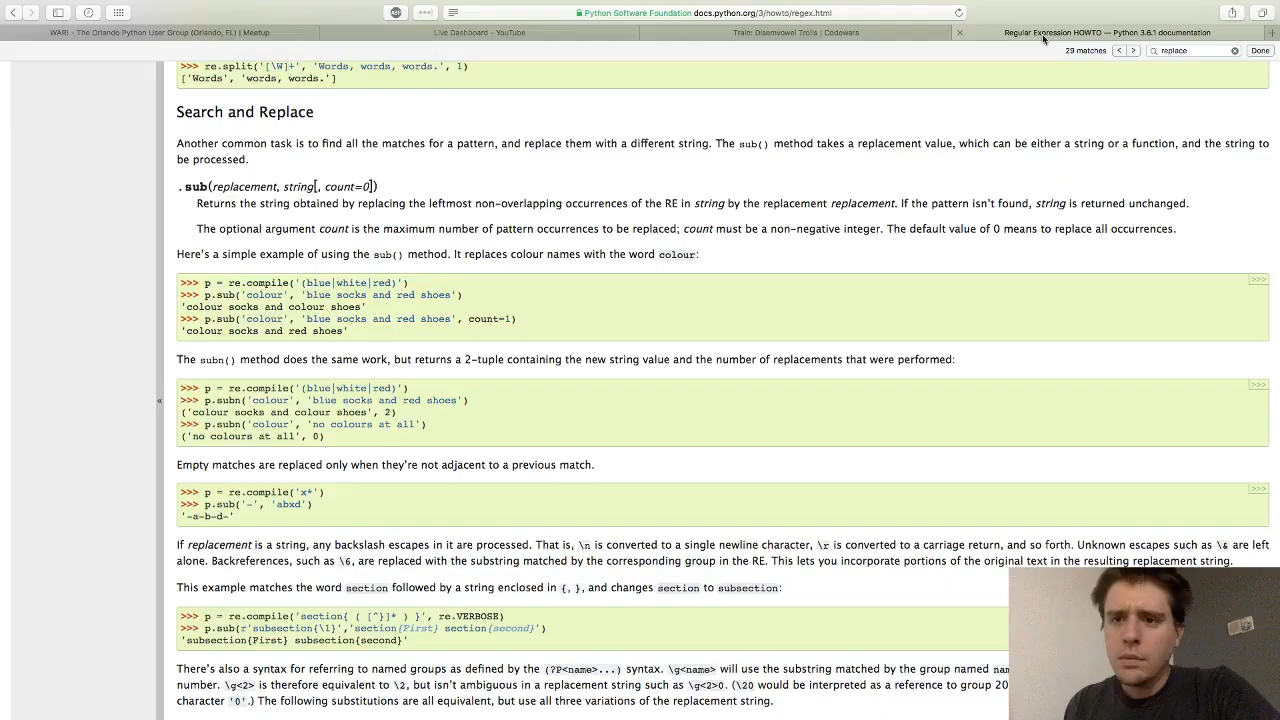 Python Software Foundation docs.python.org/3/howto/regex.html
WAR! - The Orlando Python User Group (Orlando, FL) | Meetup
Live Dashboard - YouTube
Train: Disemvowel Trolls | Codewars
Regular Expression HOWTO — Python 3.6.1 documentation
29 matches
replace
Done
>>> re.split('[\W]+', 'Words, words, words.', 1)
['Words', 'words, words.']
Search and Replace
Another common task is to find all the matches for a pattern, and replace them with a different string. The sub() method takes a replacement value, which can be either a string or a function, and the string to
be processed.
.sub(replacement, string[, count=0])
Returns the string obtained by replacing the leftmost non-overlapping occurrences of the RE in string by the replacement replacement. If the pattern isn't found, string is returned unchanged.
The optional argument count is the maximum number of pattern occurrences to be replaced; count must be a non-negative integer. The default value of 0 means to replace all occurrences.
Here's a simple example of using the sub() method. It replaces colour names with the word colour:
>>> p = re.compile('(blue|white|red)')
>>>
>>> p.sub('colour', 'blue socks and red shoes')
'colour socks and colour shoes'
>>> p.sub('colour', 'blue socks and red shoes', count=1)
'colour socks and red shoes'
The subn() method does the same work, but returns a 2-tuple containing the new string value and the number of replacements that were performed:
>>> p = re.compile('(blue|white|red)')
>>>
>>> p.subn('colour', 'blue socks and red shoes')
('colour socks and colour shoes', 2)
>>> p.subn('colour', 'no colours at all')
('no colours at all', 0)
«
Empty matches are replaced only when they're not adjacent to a previous match.
>>> p = re.compile('x*')
>>>
>>> p.sub('-', 'abxd')
'-a-b-d-'
If replacement is a string, any backslash escapes in it are processed. That is, \n is converted to a single newline character, \r is converted to a carriage return, and so forth. Unknown escapes such as \& are left
alone. Backreferences, such as \6, are replaced with the substring matched by the corresponding group in the RE. This lets you incorporate portions of the original text in the resulting replacement string.
This example matches the word section followed by a string enclosed in {, }, and changes section to subsection:
>>> p = re.compile('section{ ( [^}]* ) }', re.VERBOSE)
>>> p.sub(r'subsection{\1}','section{First} section{second}')
'subsection{First} subsection{second}'
There's also a syntax for referring to named groups as defined by the (?P<name>...) syntax. \g<name> will use the substring matched by the group named
number. \g<2> is therefore equivalent to \2, but isn't ambiguous in a replacement string such as \g<2>0. (\20 would be interpreted as a reference to group 20
character '0'.) The following substitutions are all equivalent, but use all three variations of the replacement string.